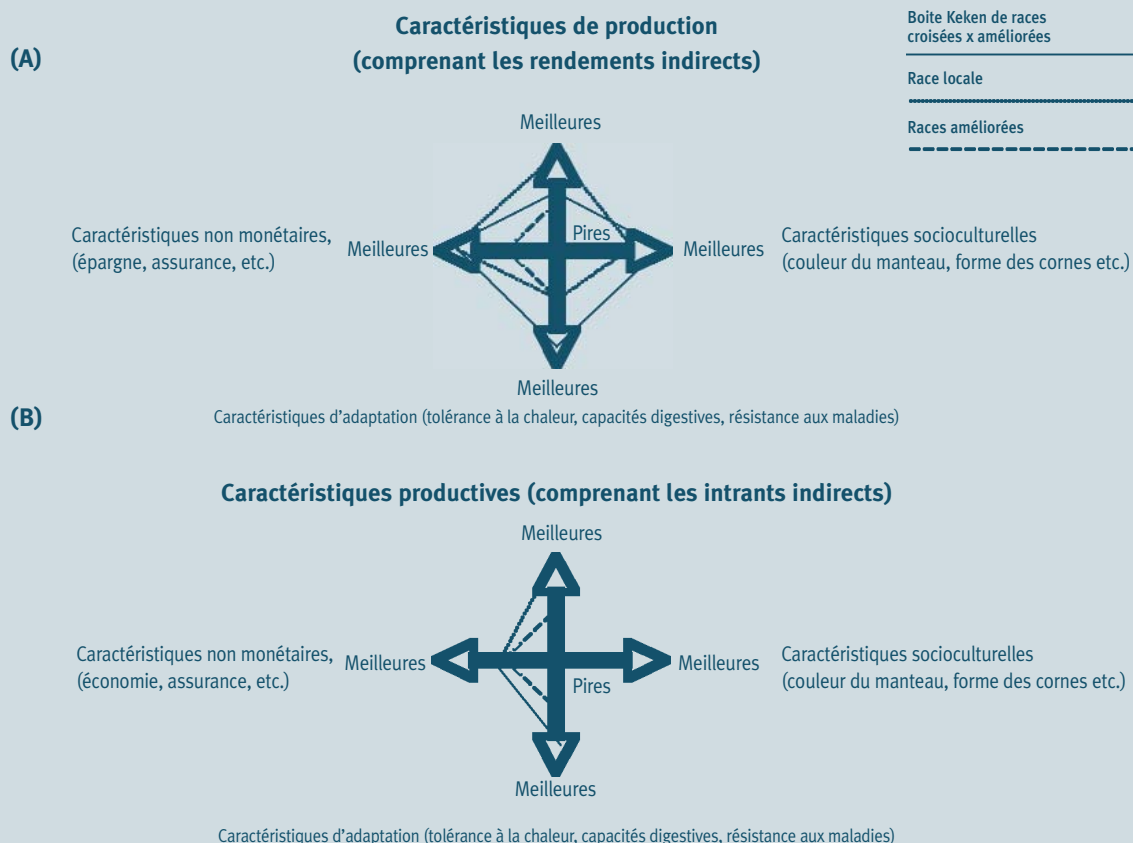 (A)
Caractéristiques de production
(comprenant les rendements indirects)
Boite Keken de races
croisées x améliorées
Race locale
Races améliorées
Meilleures
Caractéristiques non monétaires,
(épargne, assurance, etc.)
Meilleures
Pires
Meilleures
Caractéristiques socioculturelles
(couleur du manteau, forme des cornes etc.)
Meilleures
(B)
Caractéristiques d'adaptation (tolérance à la chaleur, capacités digestives, résistance aux maladies)
Caractéristiques productives (comprenant les intrants indirects)
Meilleures
Caractéristiques non monétaires,
(économie, assurance, etc.)
Meilleures
Pires
Meilleures
Caractéristiques socioculturelles
(couleur du manteau, forme des cornes etc.)
Meilleures
Caractéristiques d'adaptation (tolérance à la chaleur, capacités digestives, résistance aux maladies)